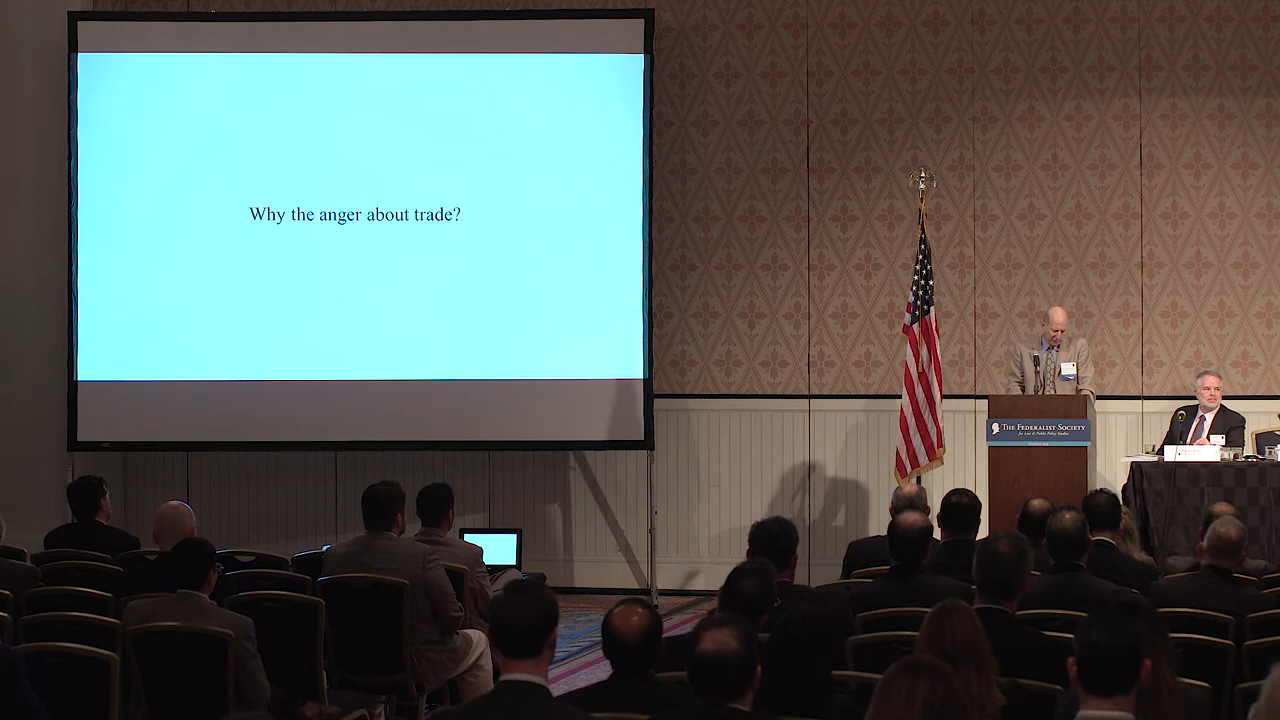 Why the anger about trade?
THE FEDERALIST SOCIETY
for Law & Public Policy Studies